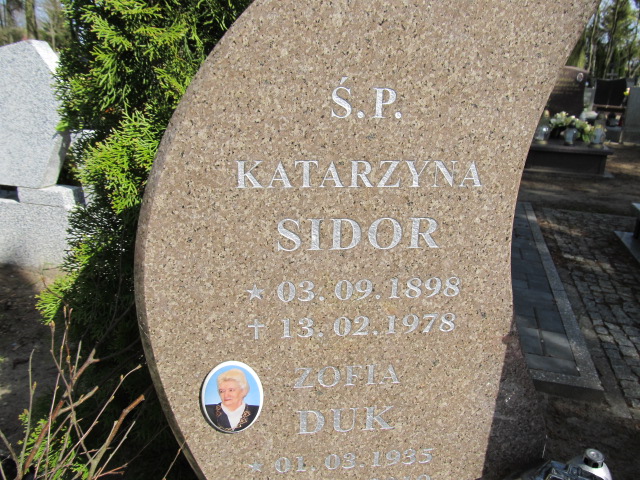 Ś.P.
KATARZYNA
SIDOR
★ 03.09.1898
✝ 13.02.1978
ZOFIA
DUK
★ 01.03.1935